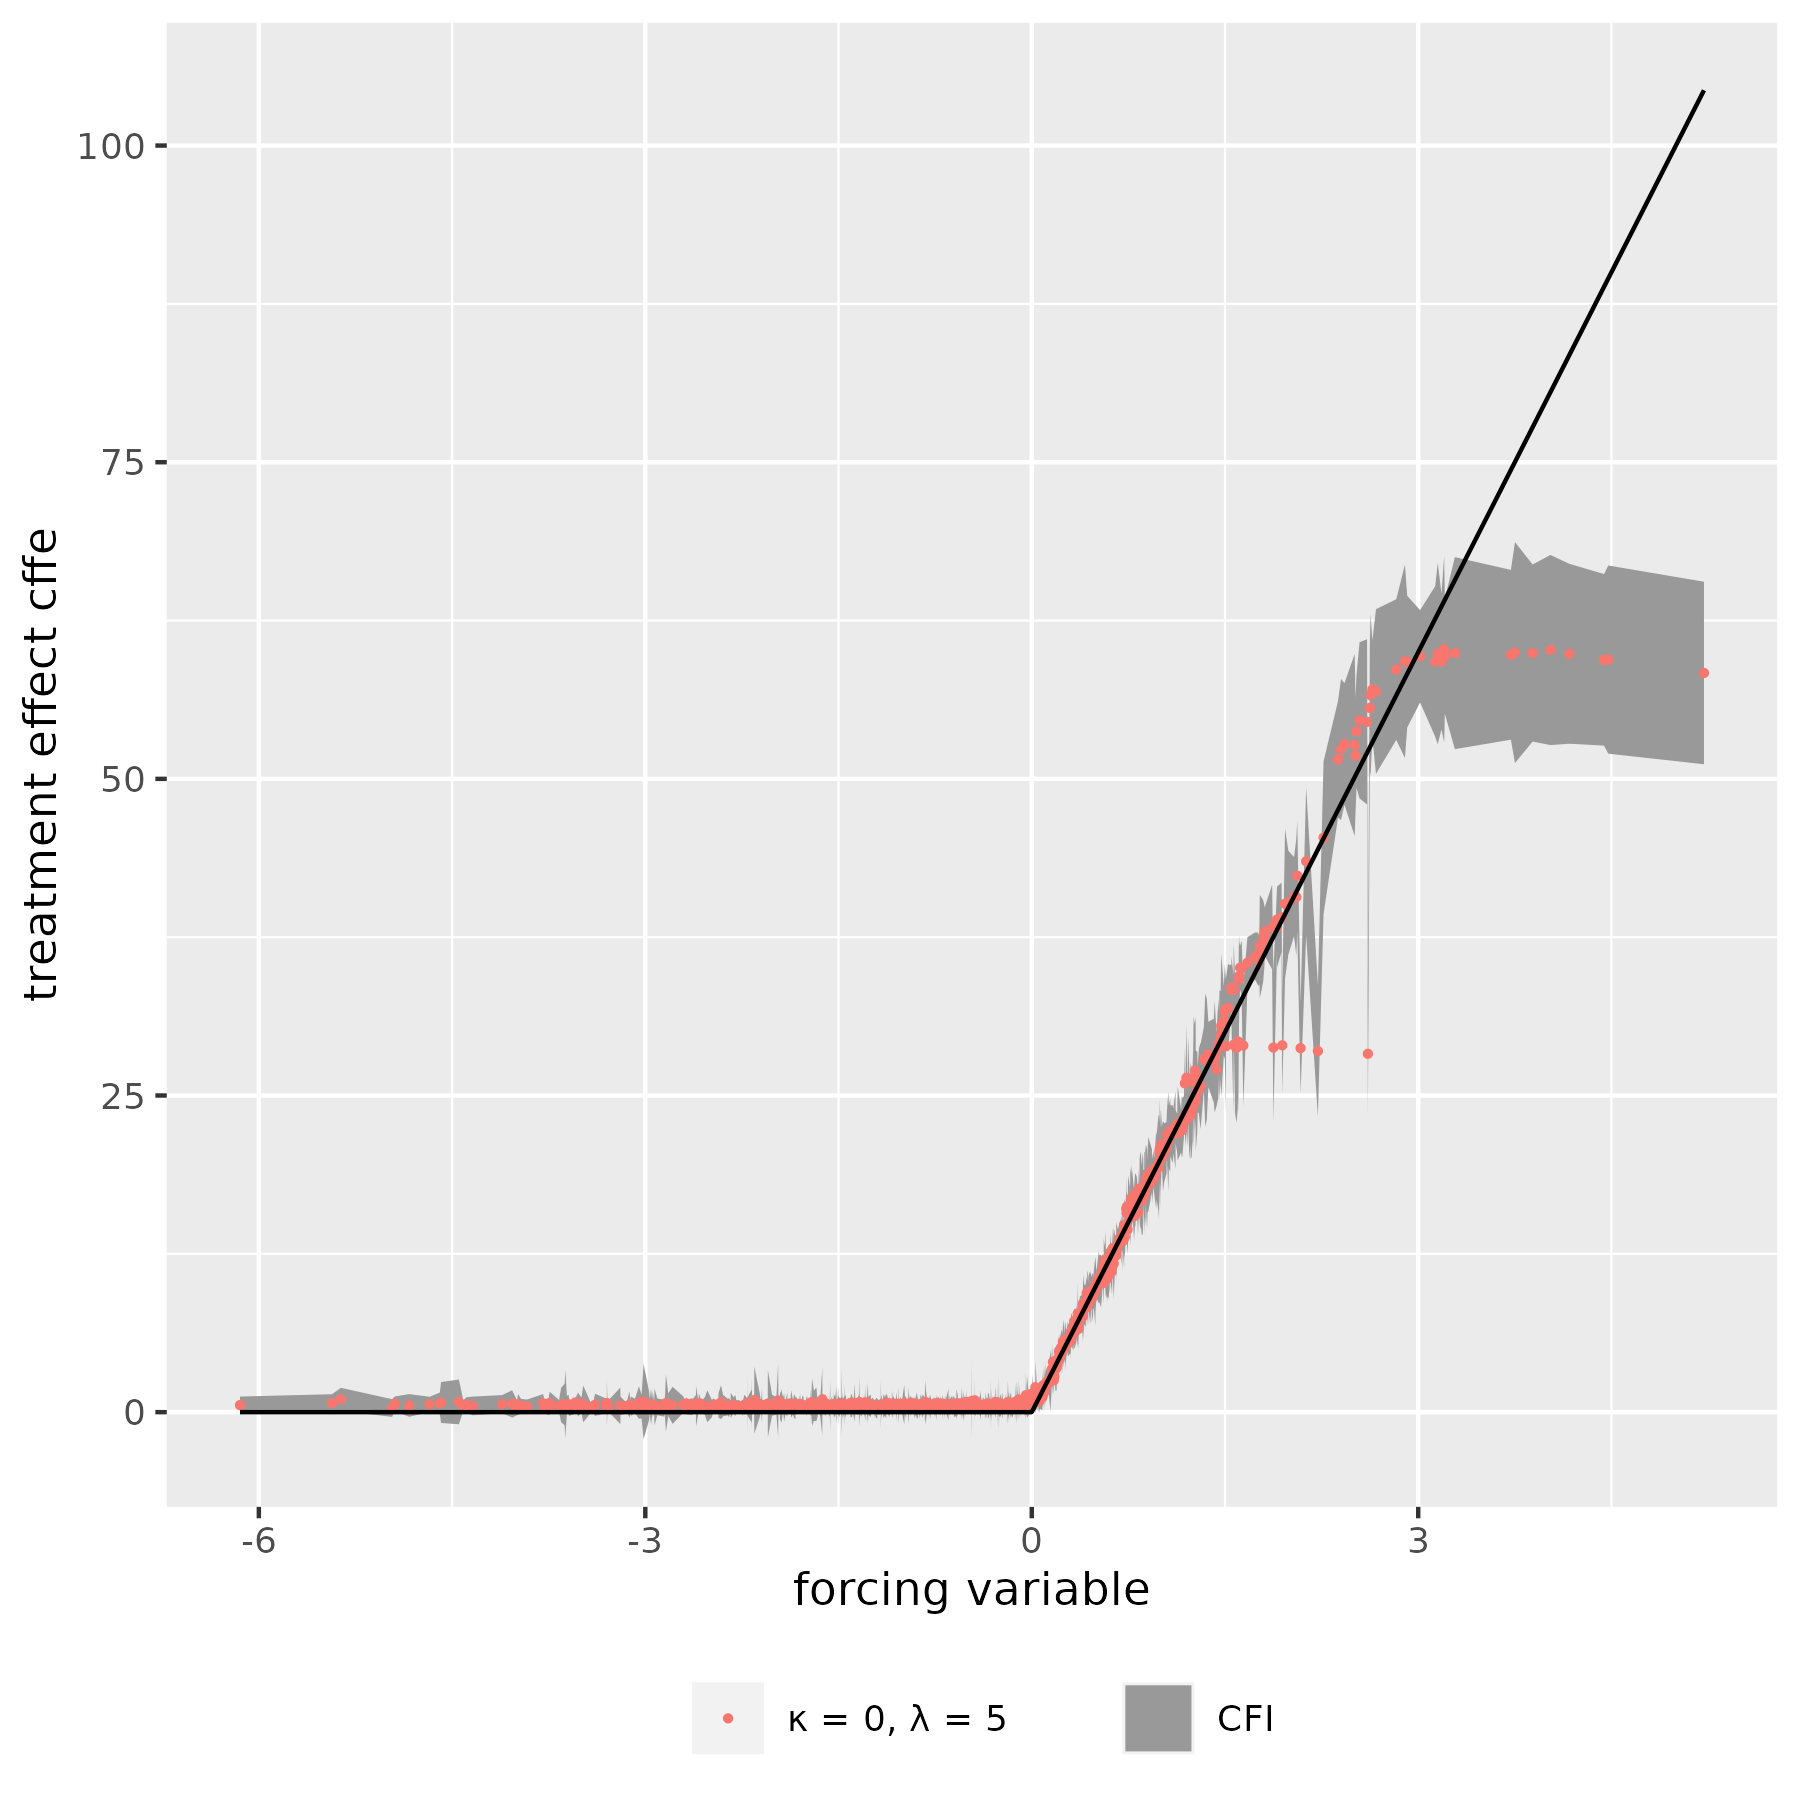 100
75
50
25
0
treatment effect cffe
-6
-3
0
3
forcing variable
κ = 0, λ = 5
CFI